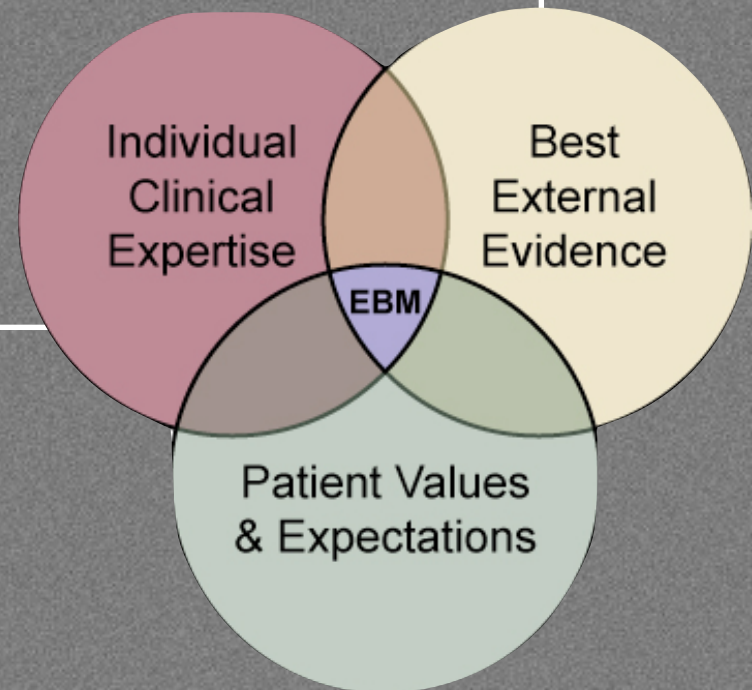 Individual
Clinical
Expertise
Best
External
Evidence
EBM
Patient Values
& Expectations